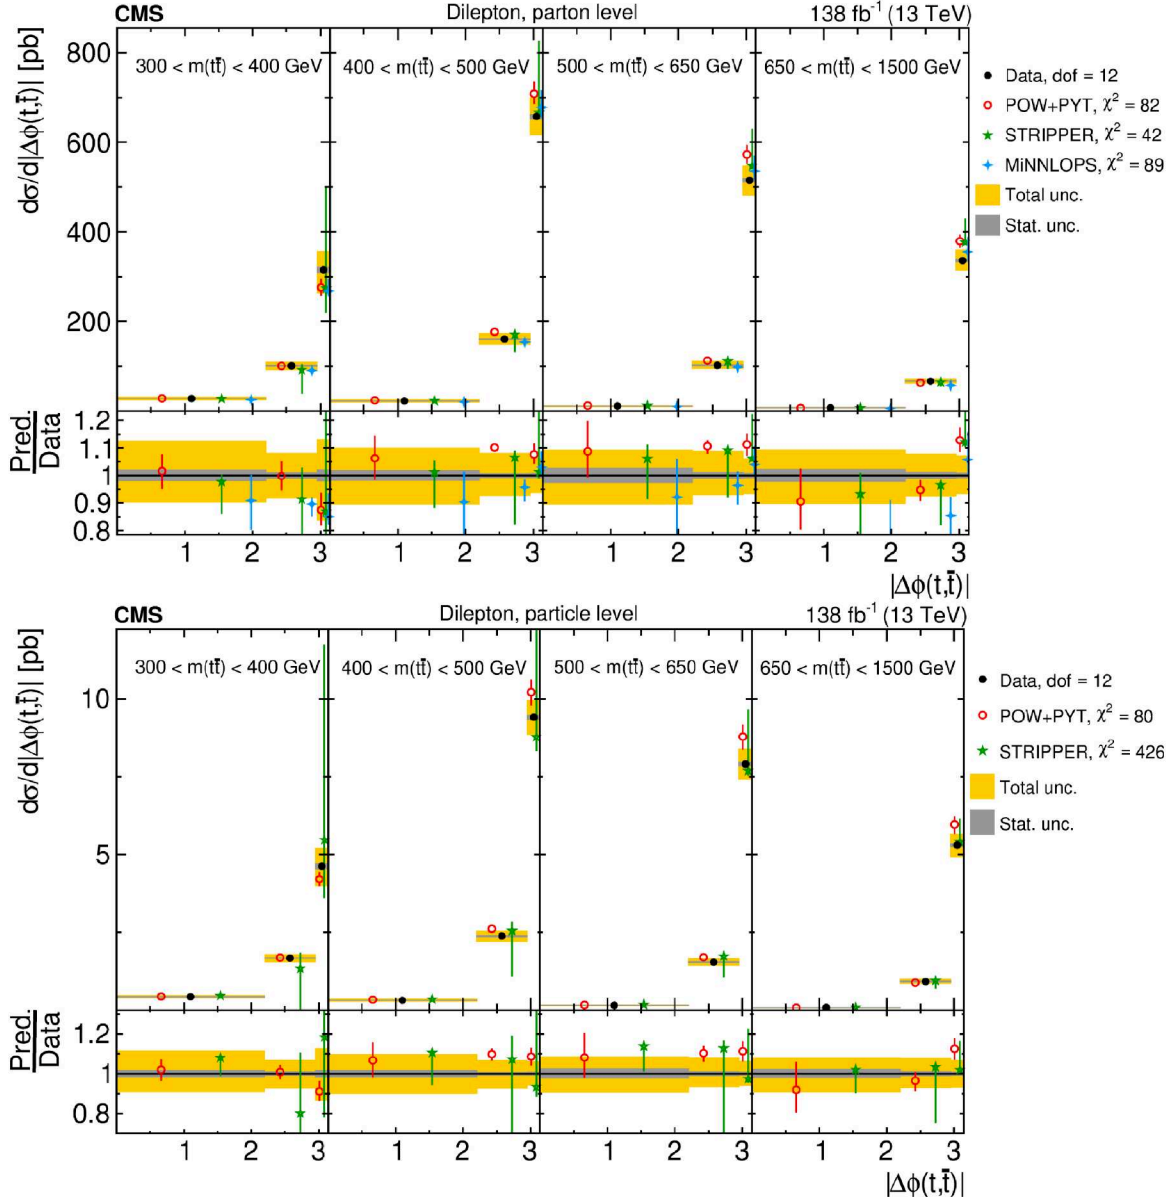 CMS Dilepton, parton level 138 fb⁻¹ (13 TeV)
dσ/d|Δϕ(t,t̄)| [pb]
300 < m(tt̄) < 400 GeV 400 < m(tt̄) < 500 GeV 500 < m(tt̄) < 650 GeV 650 < m(tt̄) < 1500 GeV
800
600
400
200
Data, dof = 12
POW+PYT, χ² = 82
STRIPPER, χ² = 42
MiNNLOPS, χ² = 89
Total unc.
Stat. unc.
Pred.
Data
1.2
1.1
1
0.9
0.8
1 2 3 1 2 3 1 2 3 1 2 3
|Δϕ(t,t̄)|
CMS Dilepton, particle level 138 fb⁻¹ (13 TeV)
dσ/d|Δϕ(t,t̄)| [pb]
300 < m(tt̄) < 400 GeV 400 < m(tt̄) < 500 GeV 500 < m(tt̄) < 650 GeV 650 < m(tt̄) < 1500 GeV
10
5
Data, dof = 12
POW+PYT, χ² = 80
STRIPPER, χ² = 426
Total unc.
Stat. unc.
Pred.
Data
1.2
1
0.8
1 2 3 1 2 3 1 2 3 1 2 3
|Δϕ(t,t̄)|